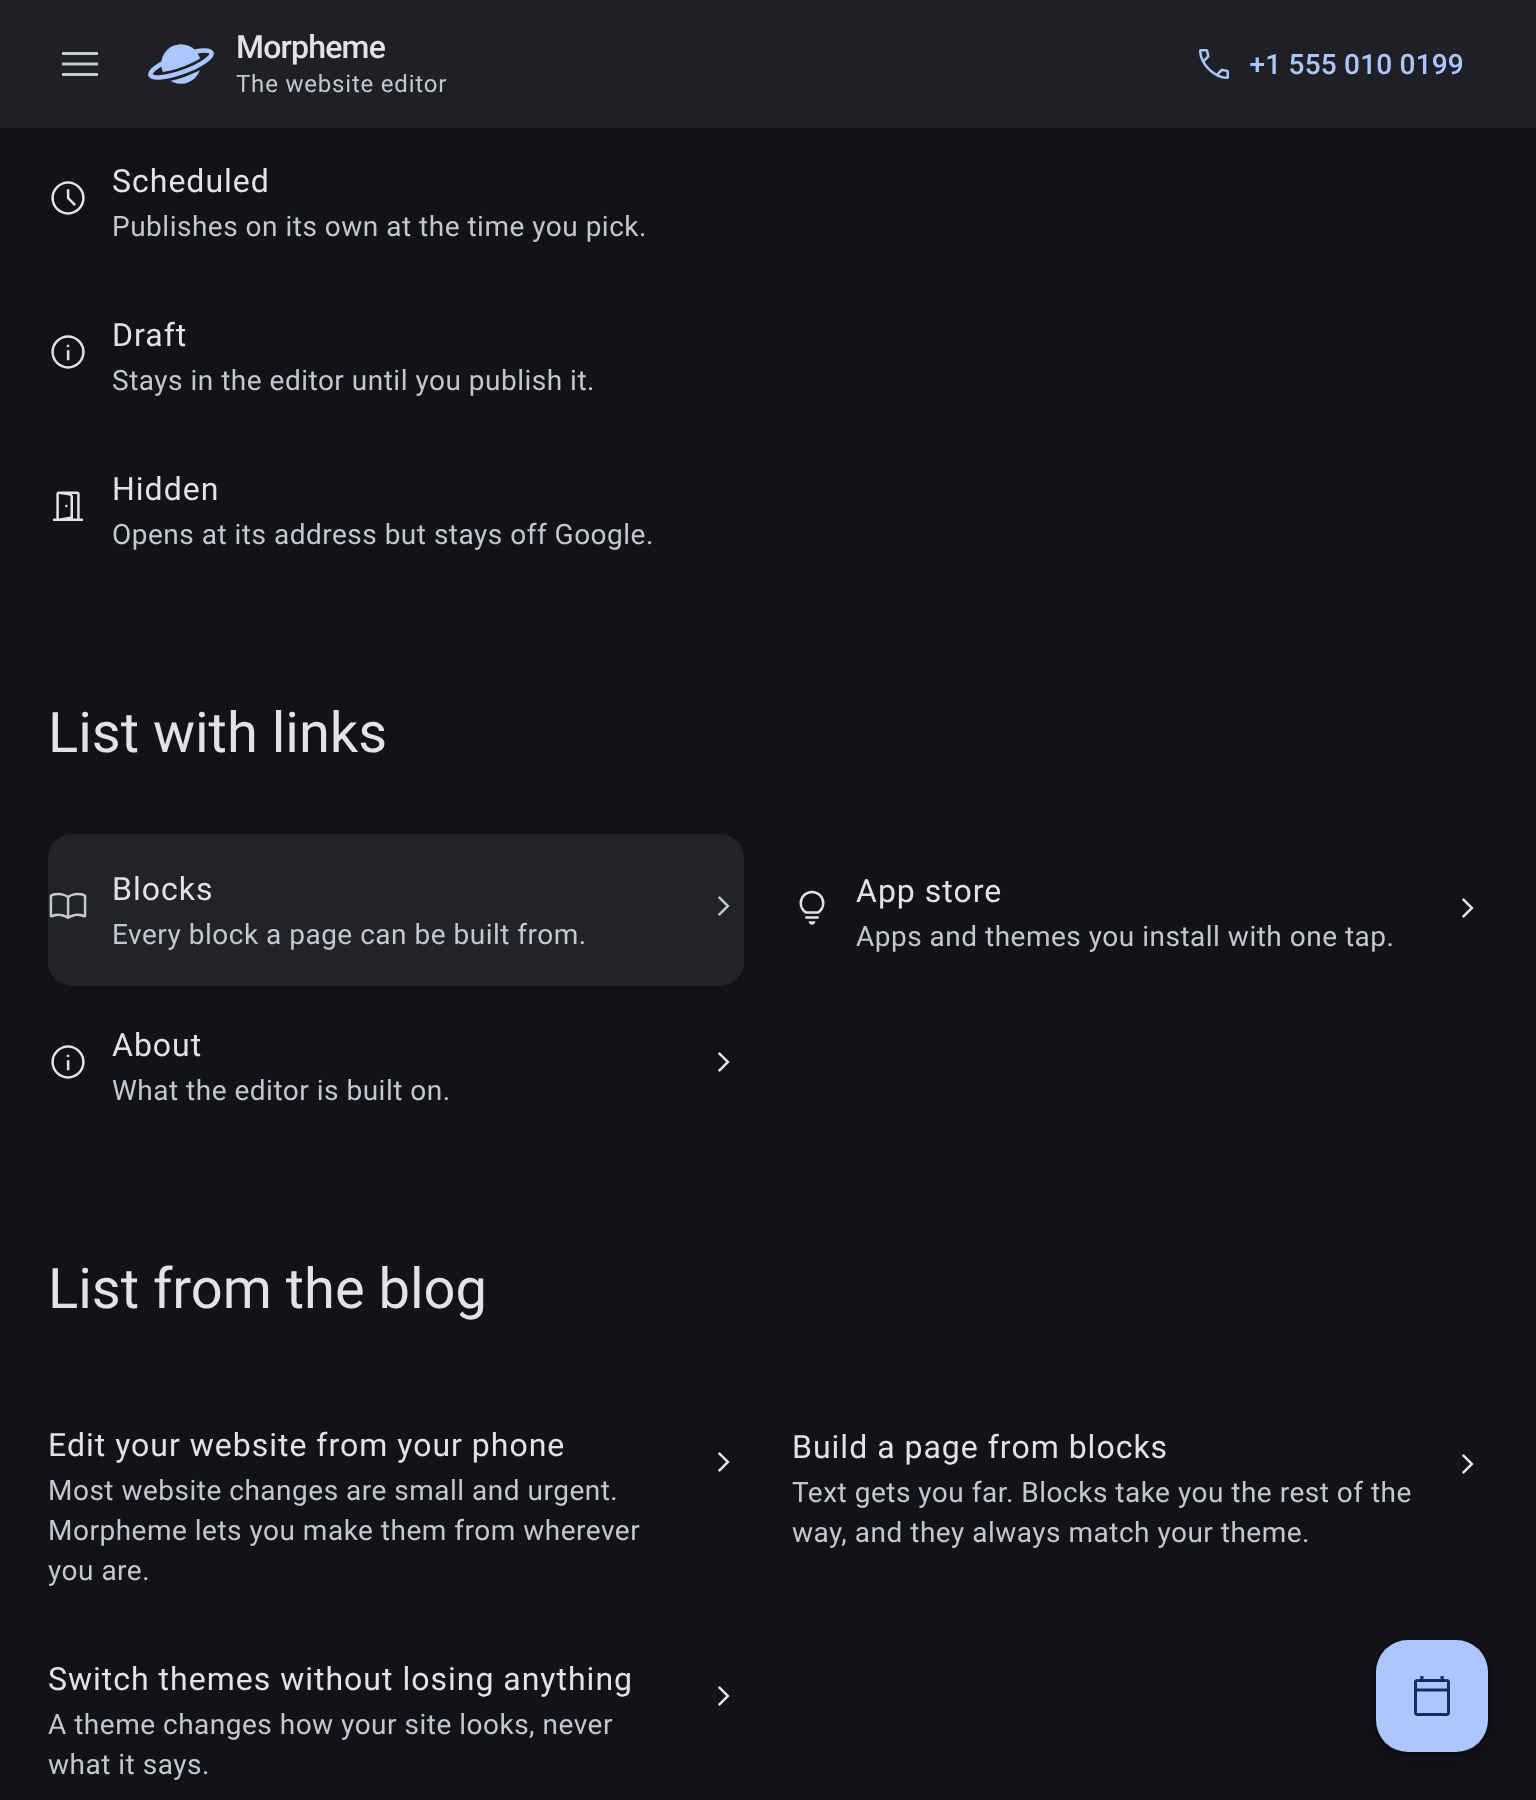 Morpheme
The website editor
+1 555 010 0199
Scheduled
Publishes on its own at the time you pick.
Draft
Stays in the editor until you publish it.
Hidden
Opens at its address but stays off Google.
List with links
Blocks
Every block a page can be built from.
App store
Apps and themes you install with one tap.
About
What the editor is built on.
List from the blog
Edit your website from your phone
Most website changes are small and urgent.
Morpheme lets you make them from wherever
you are.
Build a page from blocks
Text gets you far. Blocks take you the rest of the
way, and they always match your theme.
Switch themes without losing anything
A theme changes how your site looks, never
what it says.